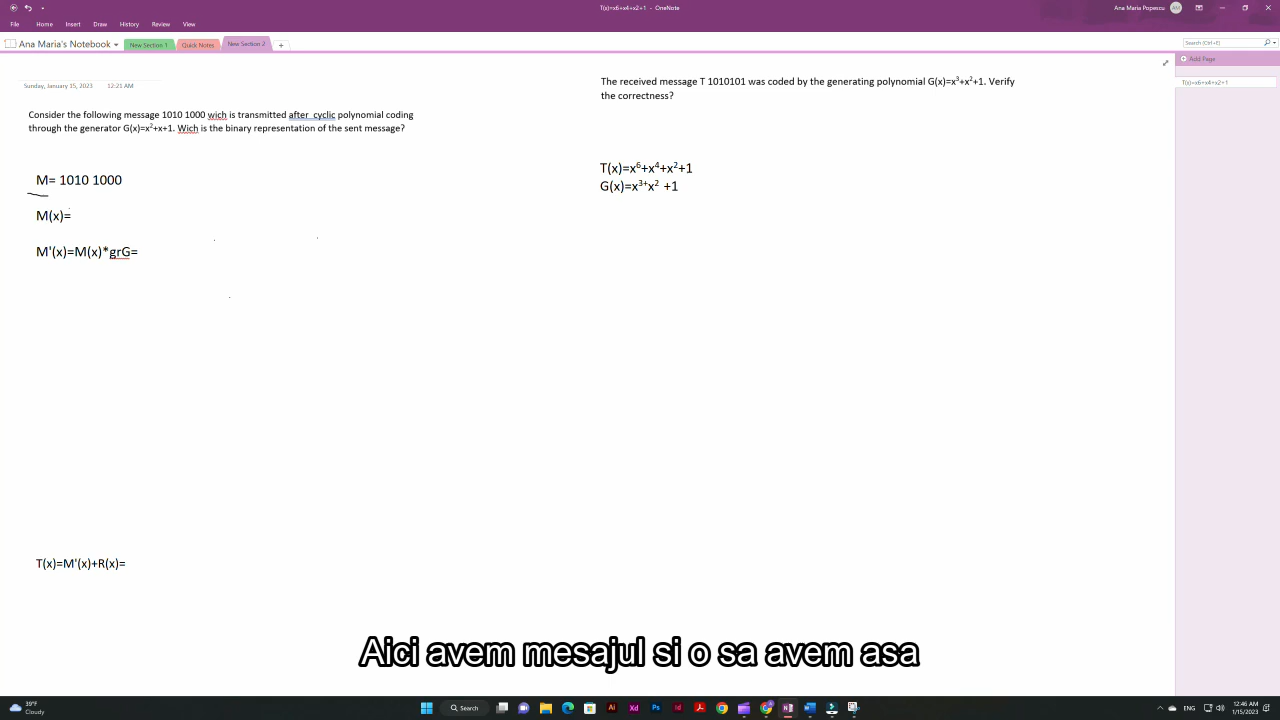 T(x)=x6+x4+x2+1 - OneNote
Ana Maria Popescu AM
File Home Insert Draw History Review View
Ana Maria's Notebook New Section 1 Quick Notes New Section 2 +
Search (Ctrl+E)
Add Page
T(x)=x6+x4+x2+1
Sunday, January 15, 2023 12:21 AM
Consider the following message 1010 1000 wich is transmitted after cyclic polynomial coding
through the generator G(x)=x²+x+1. Wich is the binary representation of the sent message?
M= 1010 1000
M(x)=
M'(x)=M(x)*grG=
T(x)=M'(x)+R(x)=
The received message T 1010101 was coded by the generating polynomial G(x)=x³+x²+1. Verify
the correctness?
T(x)=x⁶+x⁴+x²+1
G(x)=x³⁺x² +1
Aici avem mesajul si o sa avem asa
39°F
Cloudy
Search
ENG
12:46 AM
1/15/2023